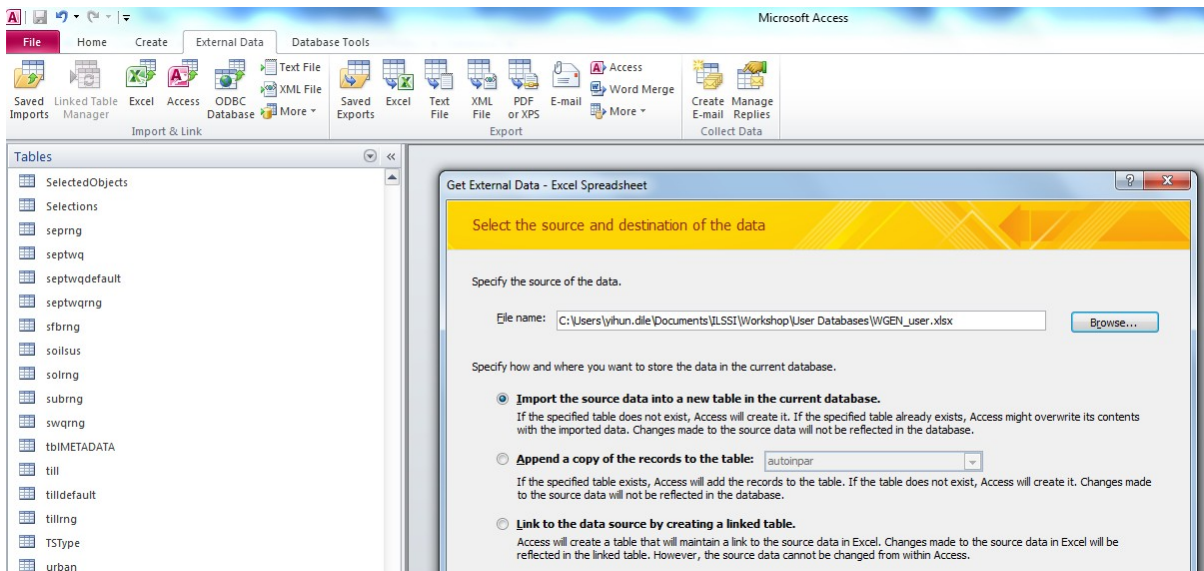 Microsoft Access
File Home Create External Data Database Tools
Saved Imports
Linked Table Manager
Excel
Access
ODBC Database
Text File
XML File
More
Import & Link
Saved Exports
Excel
Text File
XML File
PDF or XPS
E-mail
Access
Word Merge
More
Export
Create E-mail
Manage Replies
Collect Data
Tables
SelectedObjects
Selections
seprng
septwq
septwqdefault
septwqrng
sfbrng
soilsus
solrng
subrng
swqrng
tblMETADATA
till
tilldefault
tillrng
TSType
urban
Get External Data - Excel Spreadsheet
Select the source and destination of the data
Specify the source of the data.
File name: C:\Users\yihun.dile\Documents\ILSSI\Workshop\User Databases\WGEN_user.xlsx Browse...
Specify how and where you want to store the data in the current database.
Import the source data into a new table in the current database.
If the specified table does not exist, Access will create it. If the specified table already exists, Access might overwrite its contents
with the imported data. Changes made to the source data will not be reflected in the database.
Append a copy of the records to the table: autoinpar
If the specified table exists, Access will add the records to the table. If the table does not exist, Access will create it. Changes made
to the source data will not be reflected in the database.
Link to the data source by creating a linked table.
Access will create a table that will maintain a link to the source data in Excel. Changes made to the source data in Excel will be
reflected in the linked table. However, the source data cannot be changed from within Access.